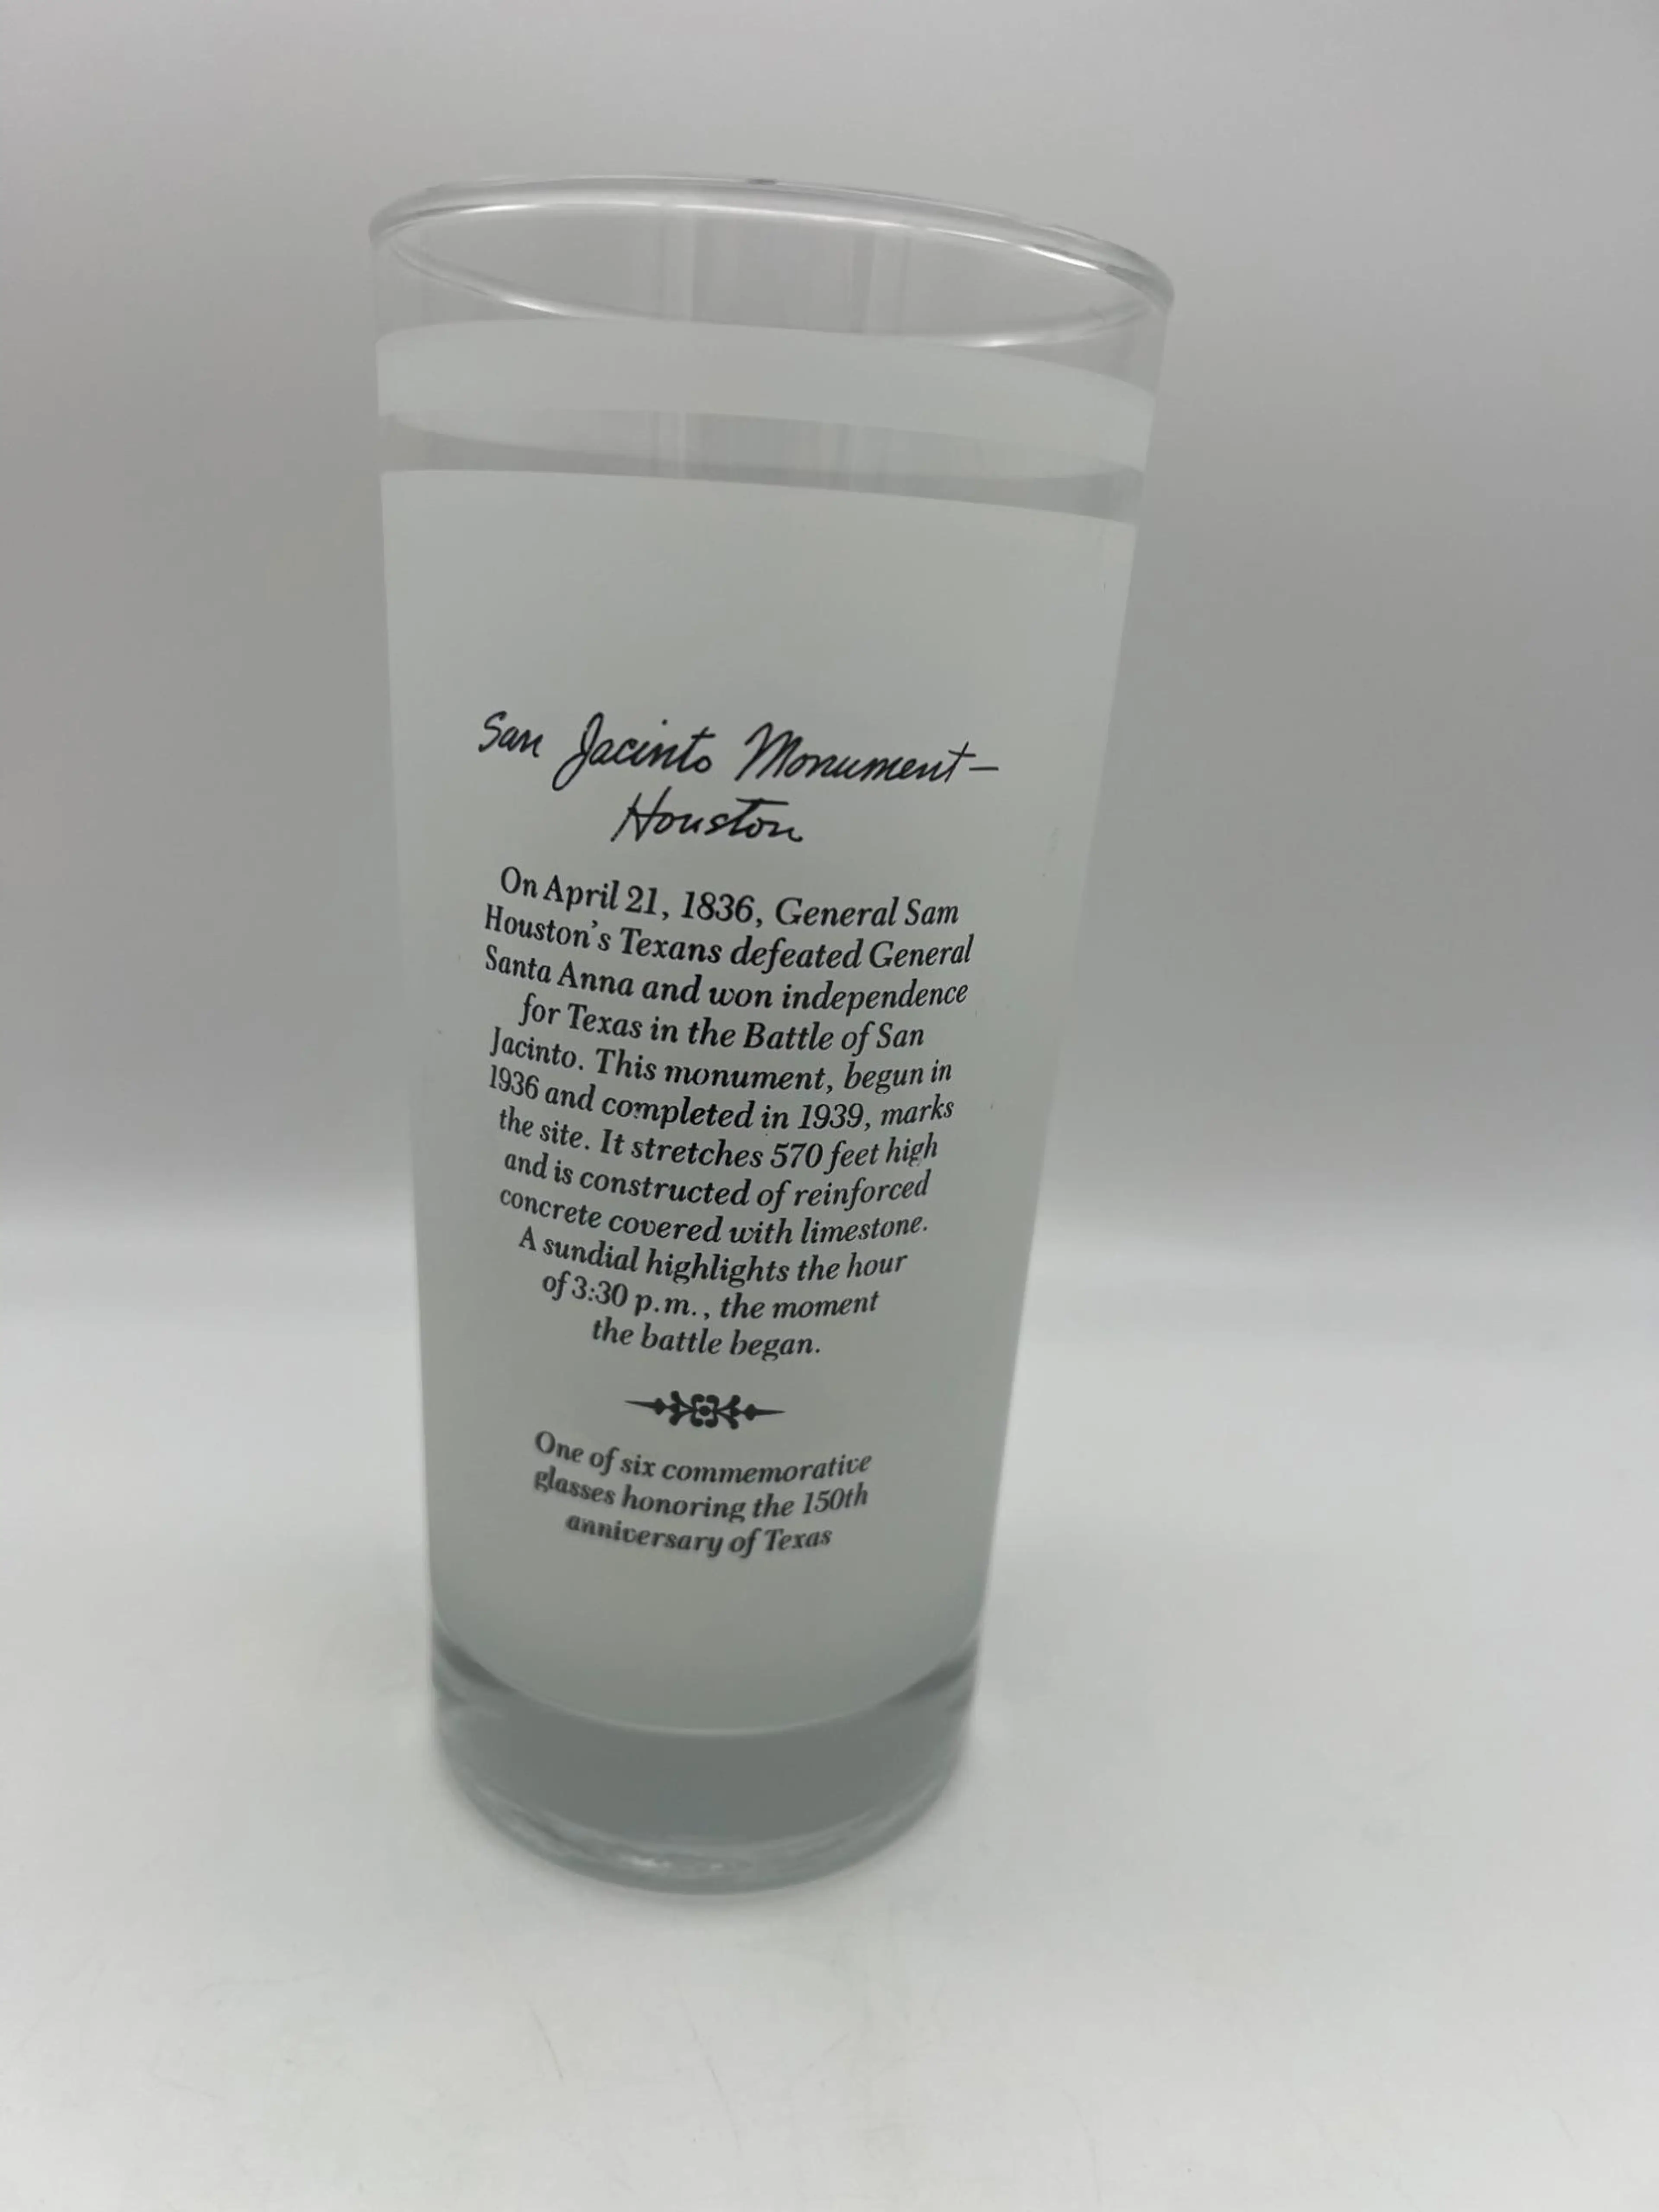 San Jacinto Monument—
Houston
On April 21, 1836, General Sam
Houston's Texans defeated General
Santa Anna and won independence
for Texas in the Battle of San
Jacinto. This monument, begun in
1936 and completed in 1939, marks
the site. It stretches 570 feet high
and is constructed of reinforced
concrete covered with limestone.
A sundial highlights the hour
of 3:30 p.m., the moment
the battle began.
One of six commemorative
glasses honoring the 150th
anniversary of Texas